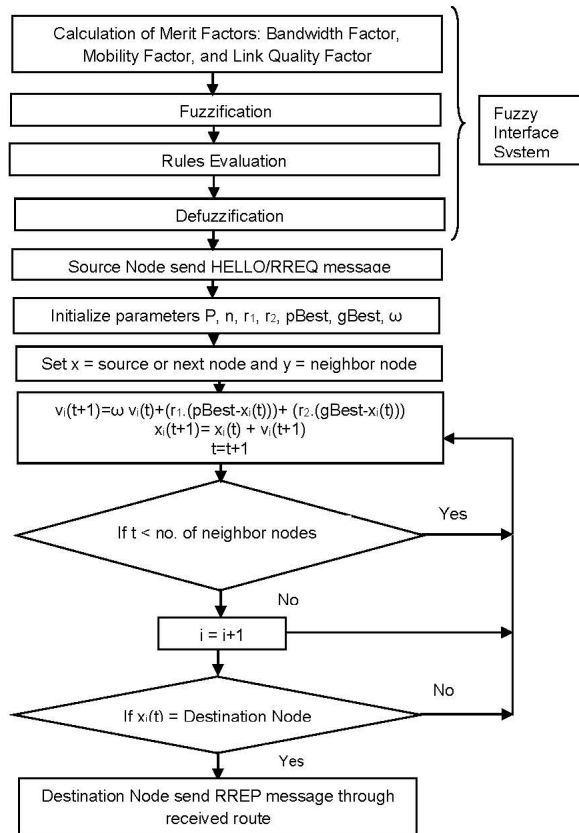 Calculation of Merit Factors: Bandwidth Factor,
Mobility Factor, and Link Quality Factor
Fuzzification
Rules Evaluation
Defuzzification
Fuzzy
Interface
System
Source Node send HELLO/RREQ message
Initialize parameters P, n, r₁, r₂, pBest, gBest, ω
Set x = source or next node and y = neighbor node
vᵢ(t+1)=ω vᵢ(t)+(r₁.(pBest-xᵢ(t)))+ (r₂.(gBest-xᵢ(t)))
xᵢ(t+1)= xᵢ(t) + vᵢ(t+1)
t=t+1
If t < no. of neighbor nodes
Yes
No
i = i+1
No
If xᵢ(t) = Destination Node
Yes
Destination Node send RREP message through
received route